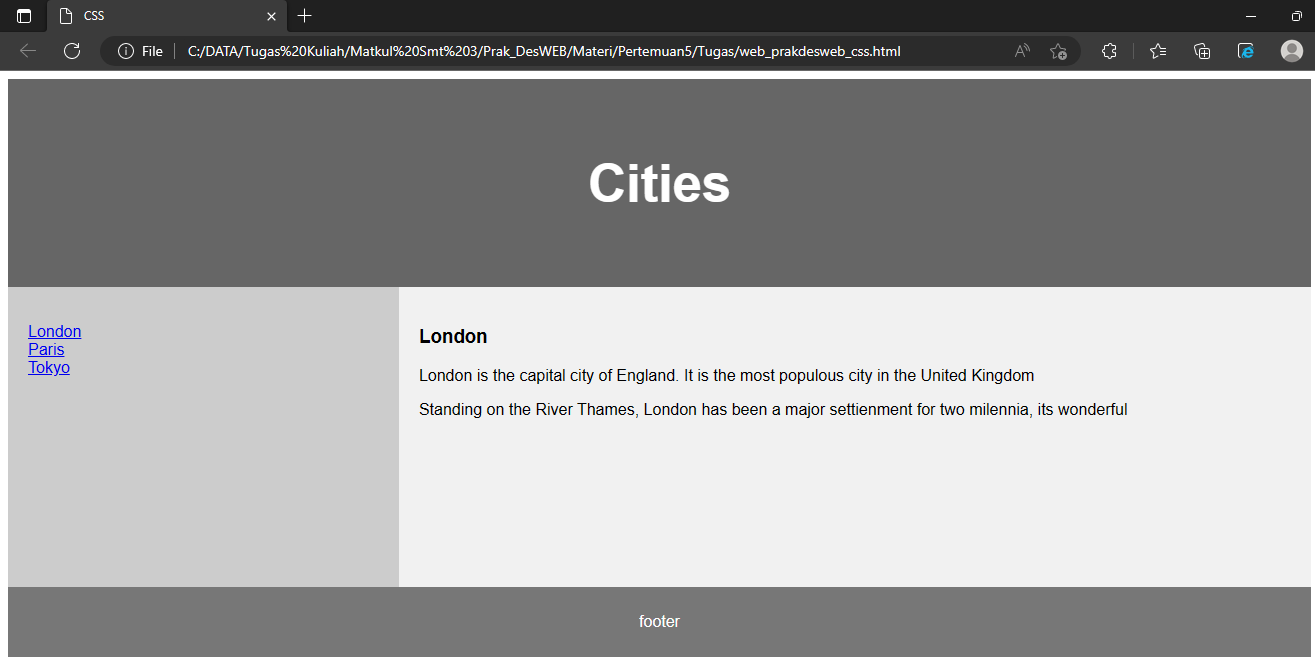 CSS
File
C:/DATA/Tugas%20Kuliah/Matkul%20Smt%203/Prak_DesWEB/Materi/Pertemuan5/Tugas/web_prakdesweb_css.html
Cities
London
Paris
Tokyo
London
London is the capital city of England. It is the most populous city in the United Kingdom
Standing on the River Thames, London has been a major settienment for two milennia, its wonderful
footer